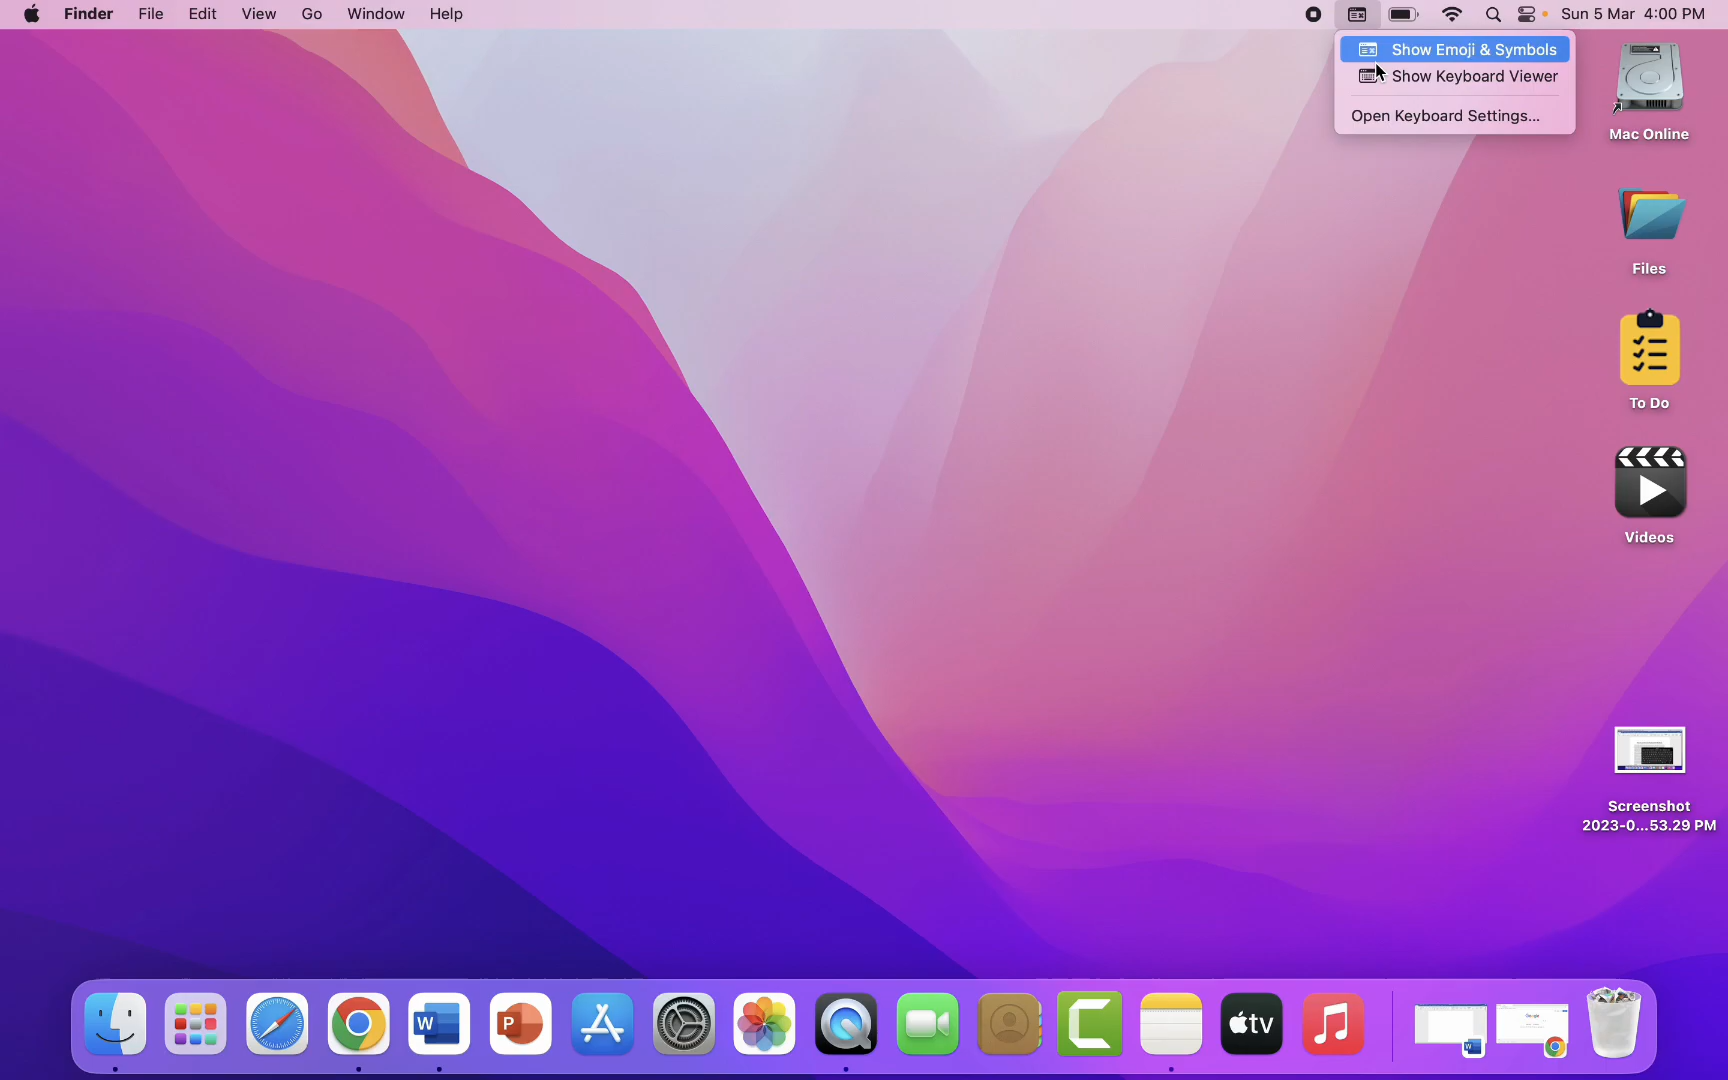 Finder File Edit View Go Window Help Sun 5 Mar 4:00 PM
Show Emoji & Symbols
Show Keyboard Viewer
Open Keyboard Settings...
Mac Online
Files
To Do
Videos
Screenshot
2023-0...53.29 PM
W P tv
Google
W